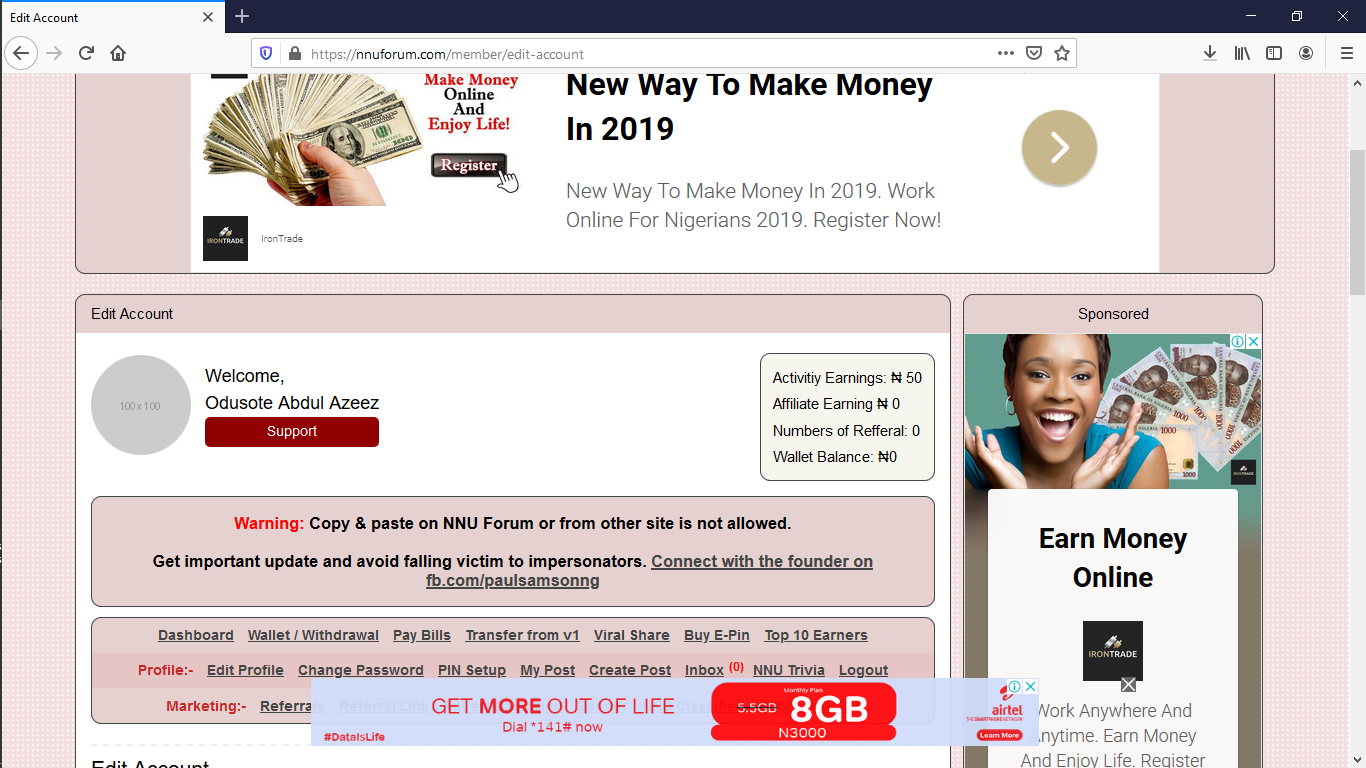 Edit Account
https://nnuforum.com/member/edit-account
Make Money
Online
And
Enjoy Life!
Register
New Way To Make Money
In 2019
New Way To Make Money In 2019. Work
Online For Nigerians 2019. Register Now!
IRONTRADE
IronTrade
Edit Account
100 x 100
Welcome,
Odusote Abdul Azeez
Support
Activitiy Earnings: ₦ 50
Affiliate Earning ₦ 0
Numbers of Refferal: 0
Wallet Balance: ₦0
Warning: Copy & paste on NNU Forum or from other site is not allowed.
Get important update and avoid falling victim to impersonators. Connect with the founder on
fb.com/paulsamsonng
Dashboard Wallet / Withdrawal Pay Bills Transfer from v1 Viral Share Buy E-Pin Top 10 Earners
Profile:- Edit Profile Change Password PIN Setup My Post Create Post Inbox (0) NNU Trivia Logout
Marketing:- Referrals Referral Link
GET MORE OUT OF LIFE
Dial *141# now
#DataIsLife
Monthly Plan
5.5GB 8GB
N3000
airtel
THE SMARTPHONE NETWORK
Learn More
Edit Account
Sponsored
1000
1000
1000
IRONTRADE
Earn Money
Online
IRONTRADE
Work Anywhere And
Anytime. Earn Money
And Enjoy Life. Register